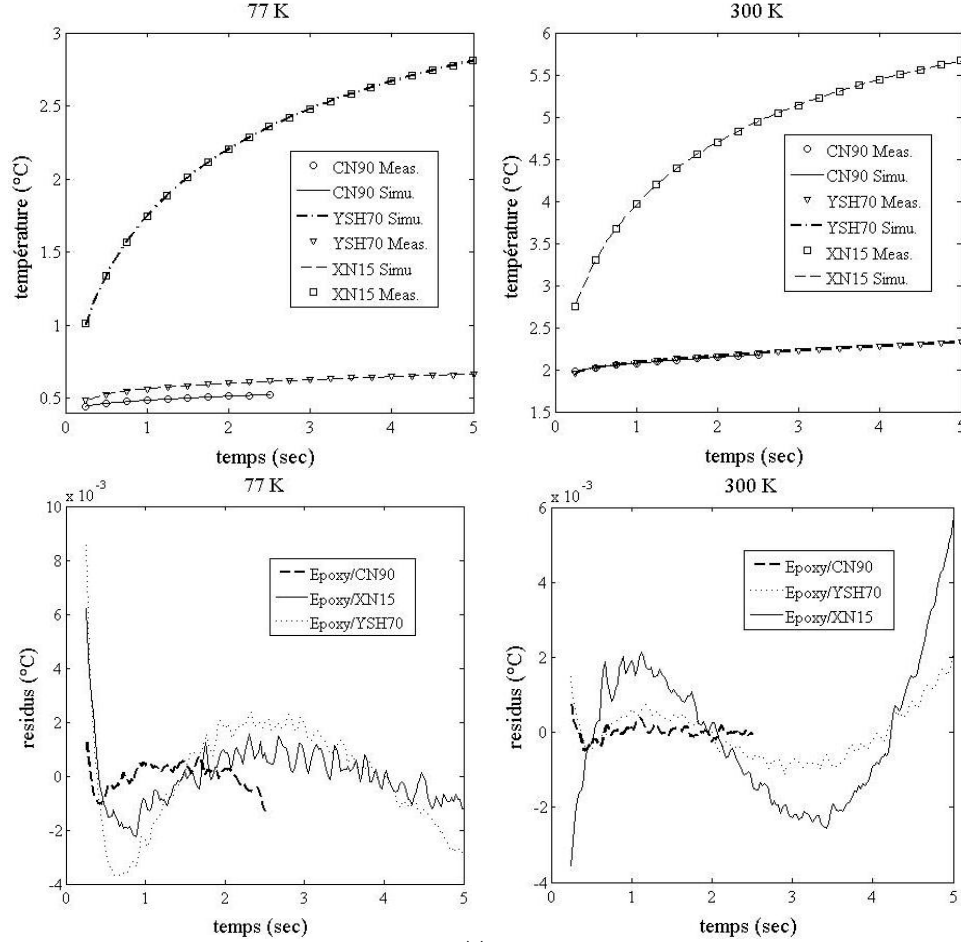 77 K
3
2.5
2
1.5
1
0.5
température (°C)
CN90 Meas.
CN90 Simu.
YSH70 Simu.
YSH70 Meas.
XN15 Simu
XN15 Meas.
0 1 2 3 4 5
temps (sec)
300 K
6
5.5
5
4.5
4
3.5
3
2.5
2
1.5
température (°C)
CN90 Meas.
CN90 Simu.
YSH70 Meas.
YSH70 Simu.
XN15 Meas.
XN15 Simu.
0 1 2 3 4 5
temps (sec)
77 K
x 10⁻³
10
8
6
4
2
0
-2
-4
residus (°C)
Epoxy/CN90
Epoxy/XN15
Epoxy/YSH70
0 1 2 3 4 5
temps (sec)
300 K
x 10⁻³
6
4
2
0
-2
-4
residus (°C)
Epoxy/CN90
Epoxy/YSH70
Epoxy/XN15
0 1 2 3 4 5
temps (sec)